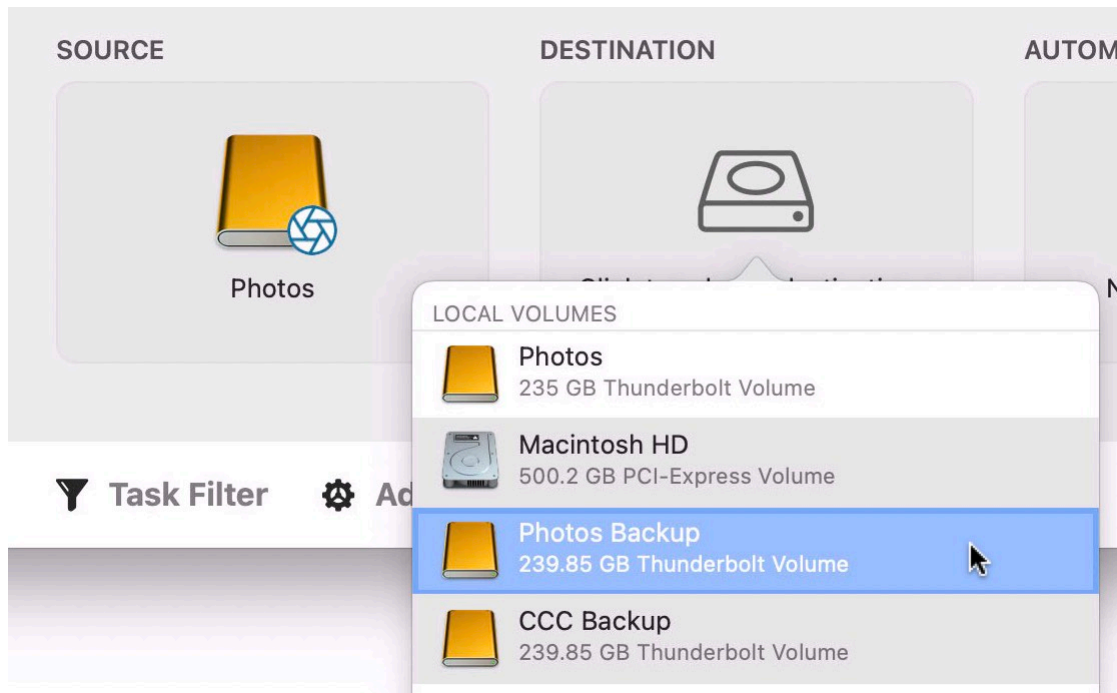 SOURCE
DESTINATION
AUTOM
Photos
LOCAL VOLUMES
Photos
235 GB Thunderbolt Volume
Macintosh HD
500.2 GB PCI-Express Volume
Task Filter
Ad
Photos Backup
239.85 GB Thunderbolt Volume
CCC Backup
239.85 GB Thunderbolt Volume